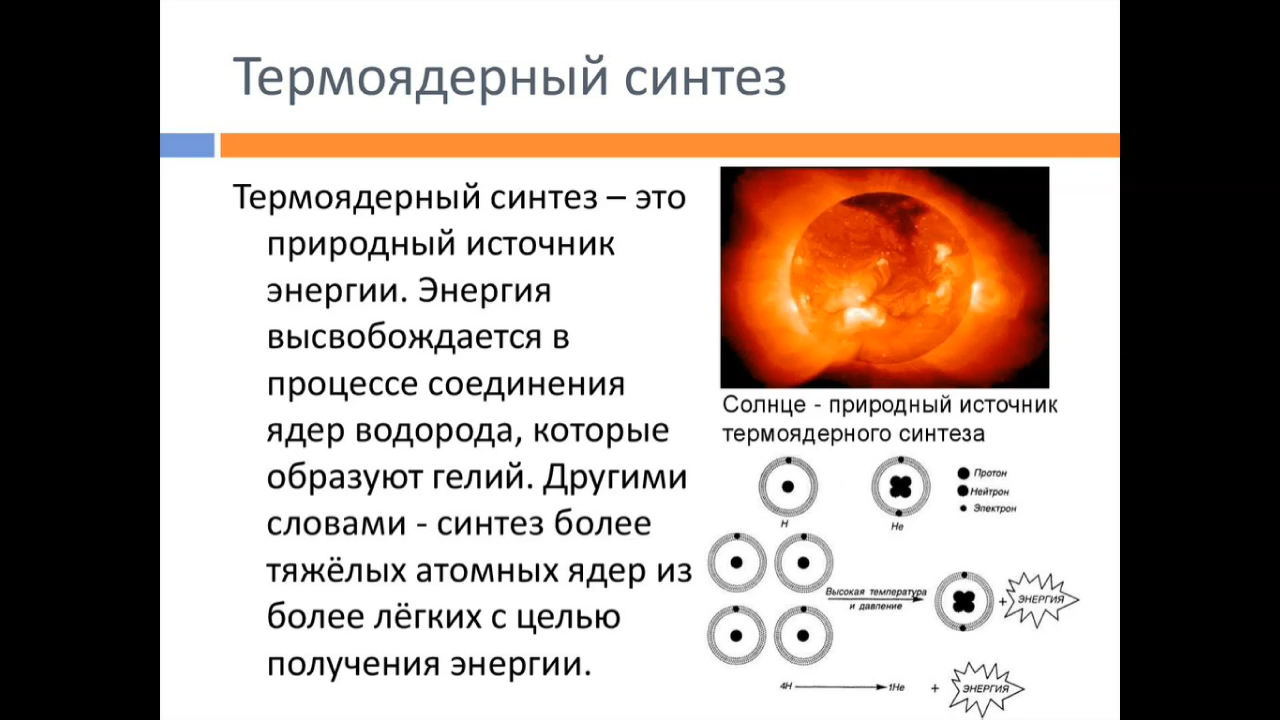 Термоядерный синтез
Термоядерный синтез – это
природный источник
энергии. Энергия
высвобождается в
процессе соединения
ядер водорода, которые
образуют гелий. Другими
словами - синтез более
тяжёлых атомных ядер из
более лёгких с целью
получения энергии.
Солнце - природный источник
термоядерного синтеза
Протон
Нейтрон
Электрон
H
He
Высокая температура
и давление
+ ЭНЕРГИЯ
4H
1He
+ ЭНЕРГИЯ